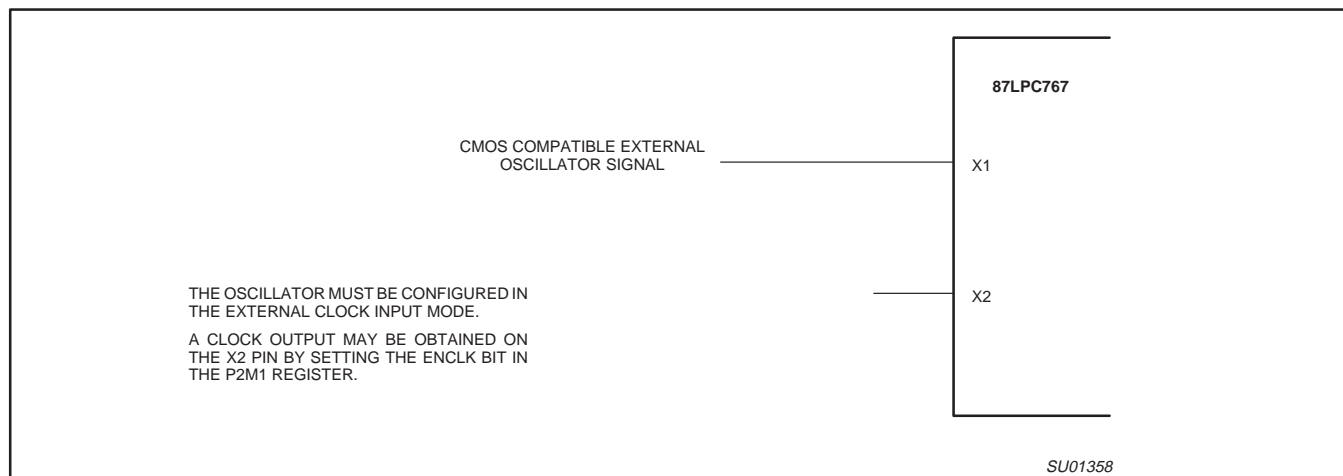 87LPC767
CMOS COMPATIBLE EXTERNAL
OSCILLATOR SIGNAL
X1
THE OSCILLATOR MUST BE CONFIGURED IN
THE EXTERNAL CLOCK INPUT MODE.
X2
A CLOCK OUTPUT MAY BE OBTAINED ON
THE X2 PIN BY SETTING THE ENCLK BIT IN
THE P2M1 REGISTER.
SU01358